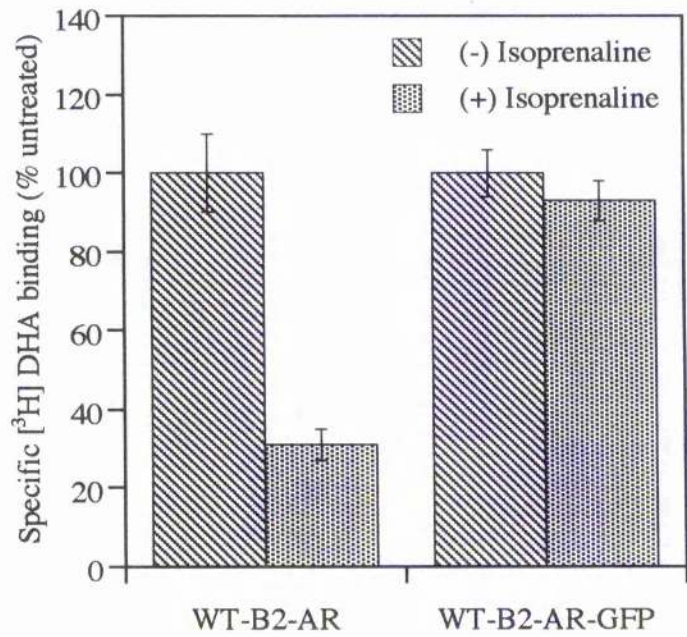 Specific [³H] DHA binding (% untreated)
140
120
100
80
60
40
20
0
(-) Isoprenaline
(+) Isoprenaline
WT-B2-AR
WT-B2-AR-GFP